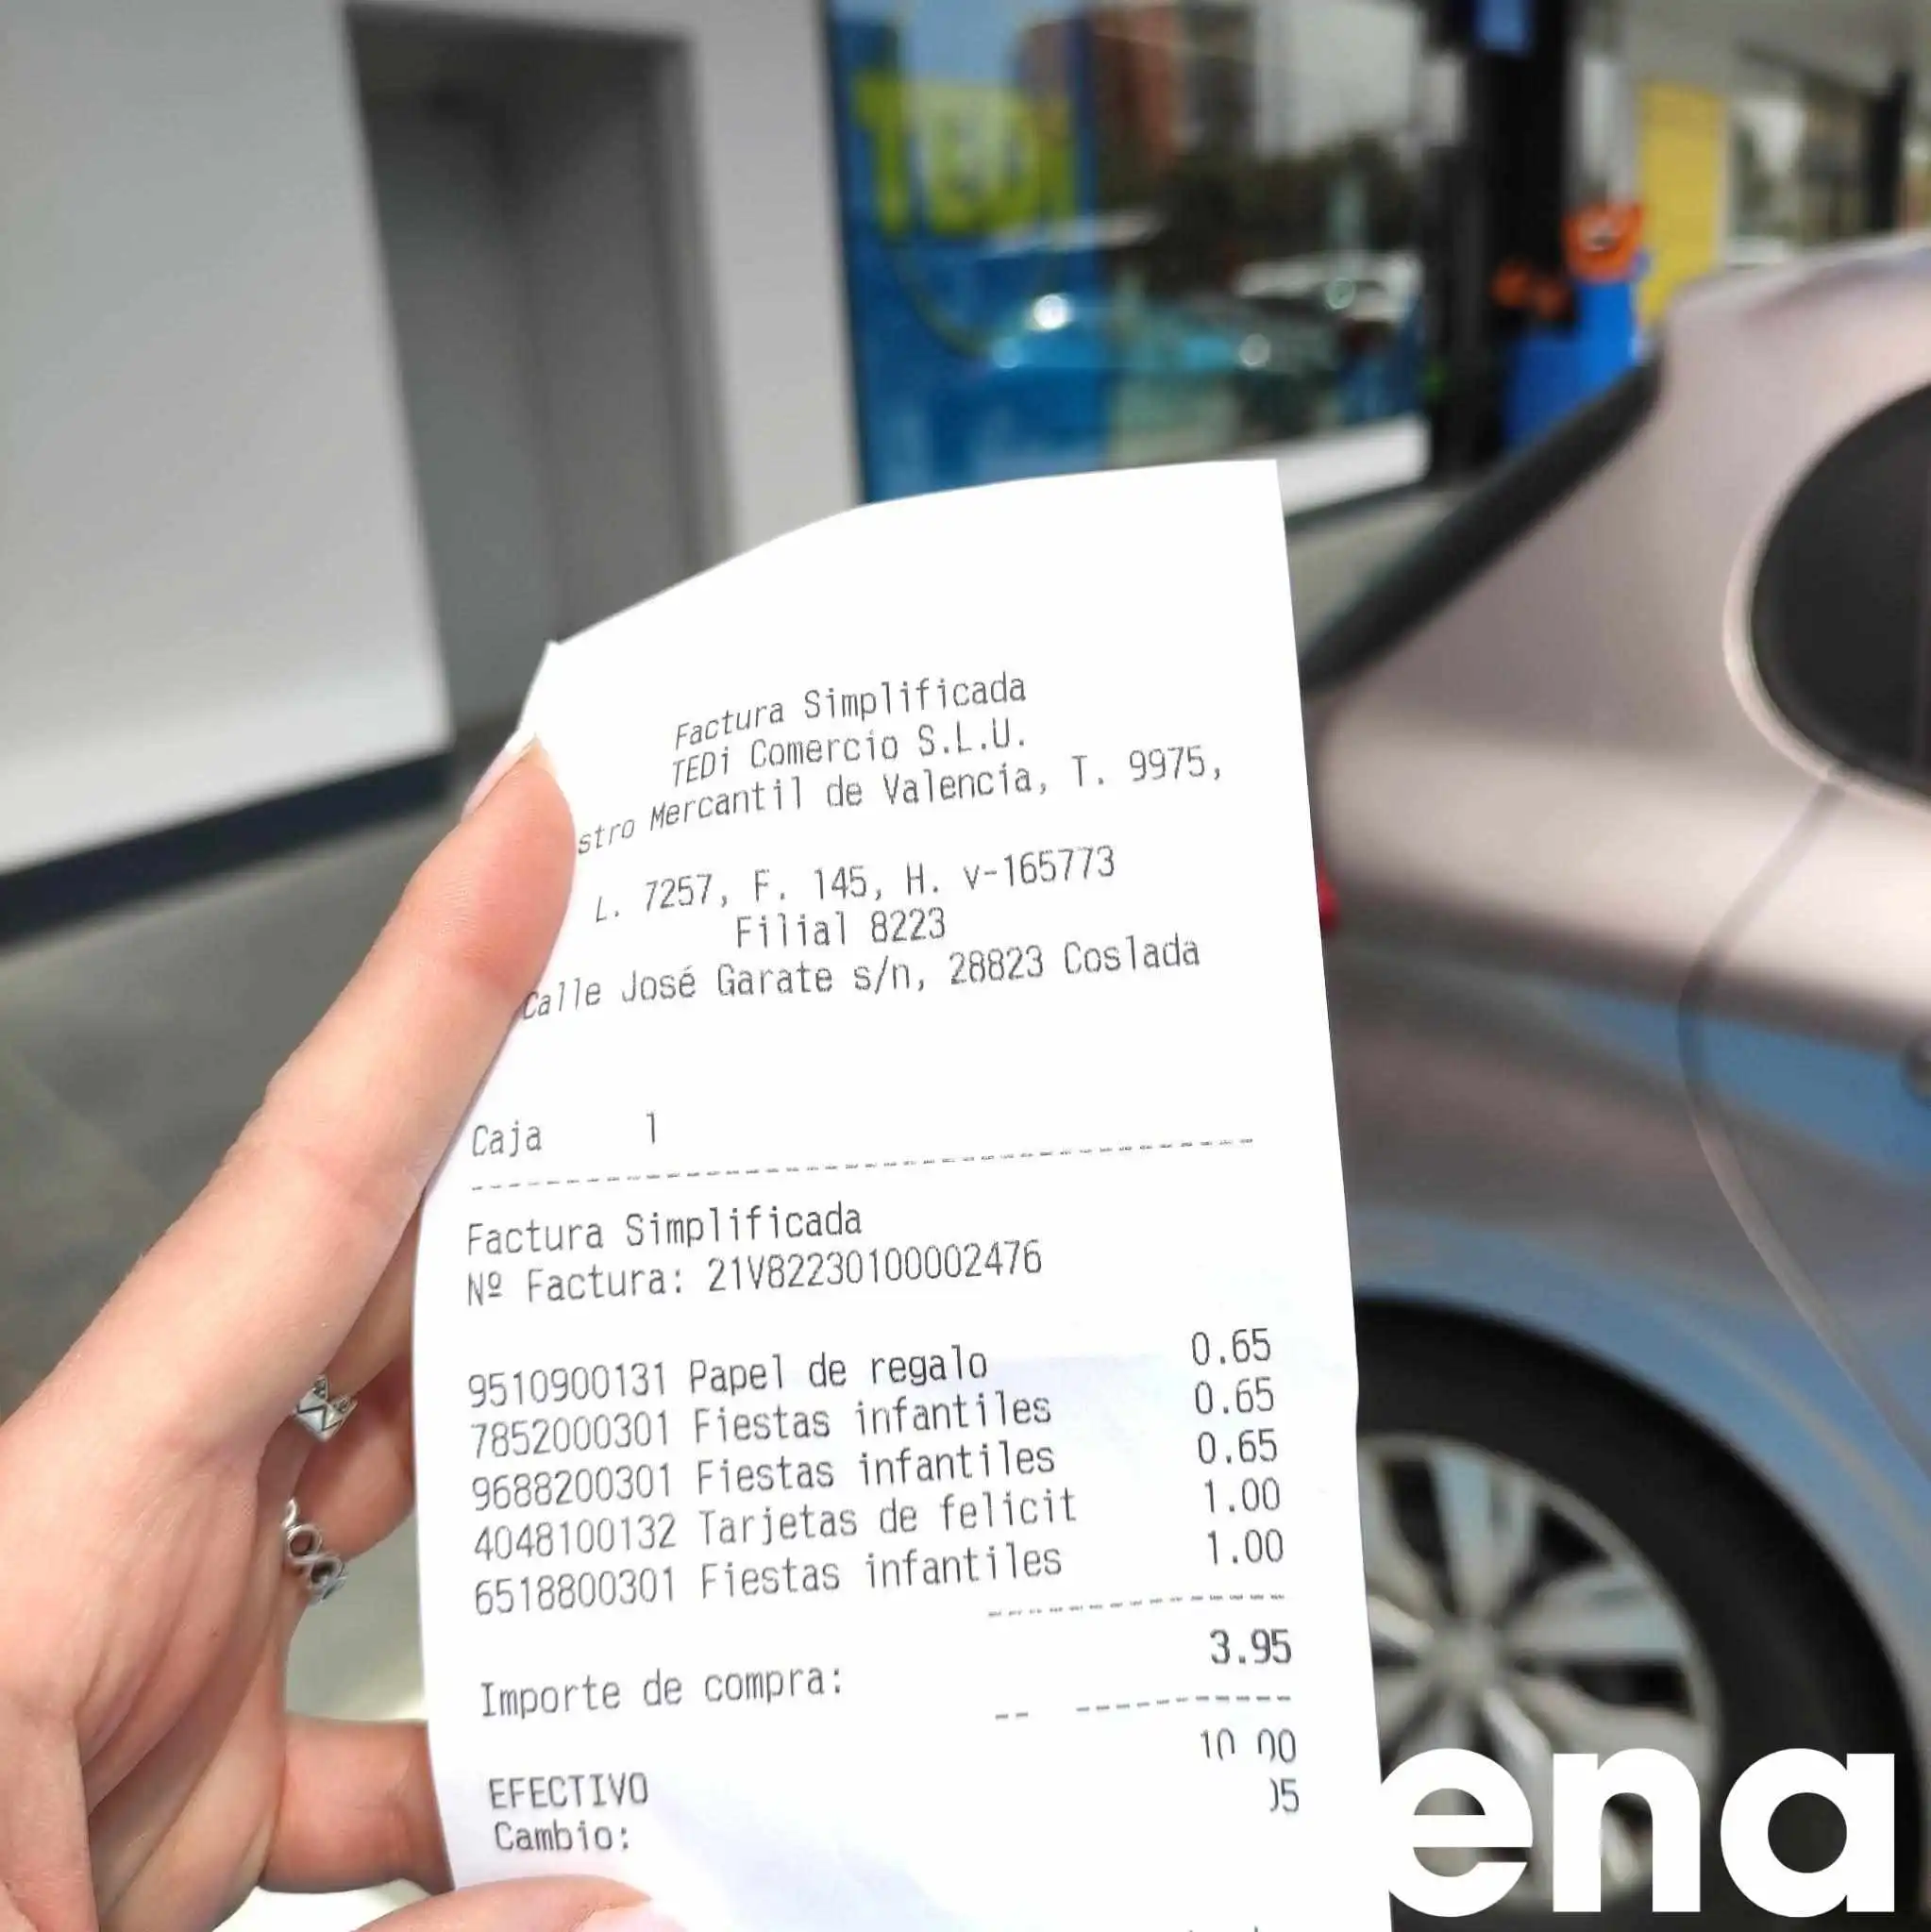 TEDi
Factura Simplificada
TEDi Comercio S.L.U.
stro Mercantil de Valencia, T. 9975,
L. 7257, F. 145, H. v-165773
Filial 8223
Calle José Garate s/n, 28823 Coslada
Caja 1
Factura Simplificada
Nº Factura: 21V82230100002476
9510900131 Papel de regalo 0.65
7852000301 Fiestas infantiles 0.65
9688200301 Fiestas infantiles 0.65
4048100132 Tarjetas de felicit 1.00
6518800301 Fiestas infantiles 1.00
Importe de compra: 3.95
EFECTIVO 10 00
Cambio: 05
ena